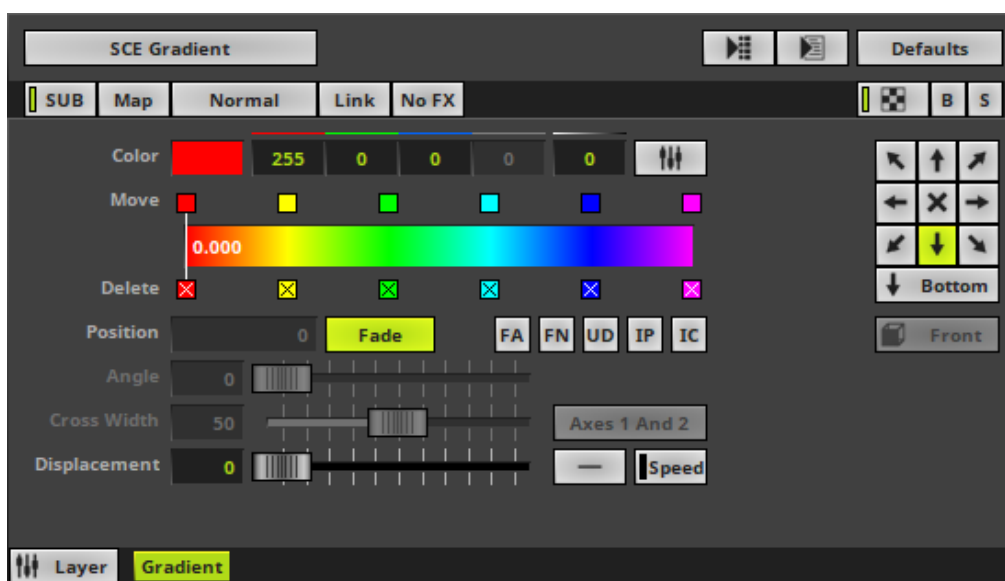 SCE Gradient Defaults
SUB Map Normal Link No FX B S
Color 255 0 0 0 0
Move
0.000
Delete Bottom
Position 0 Fade FA FN UD IP IC Front
Angle 0
Cross Width 50 Axes 1 And 2
Displacement 0 Speed
Layer Gradient